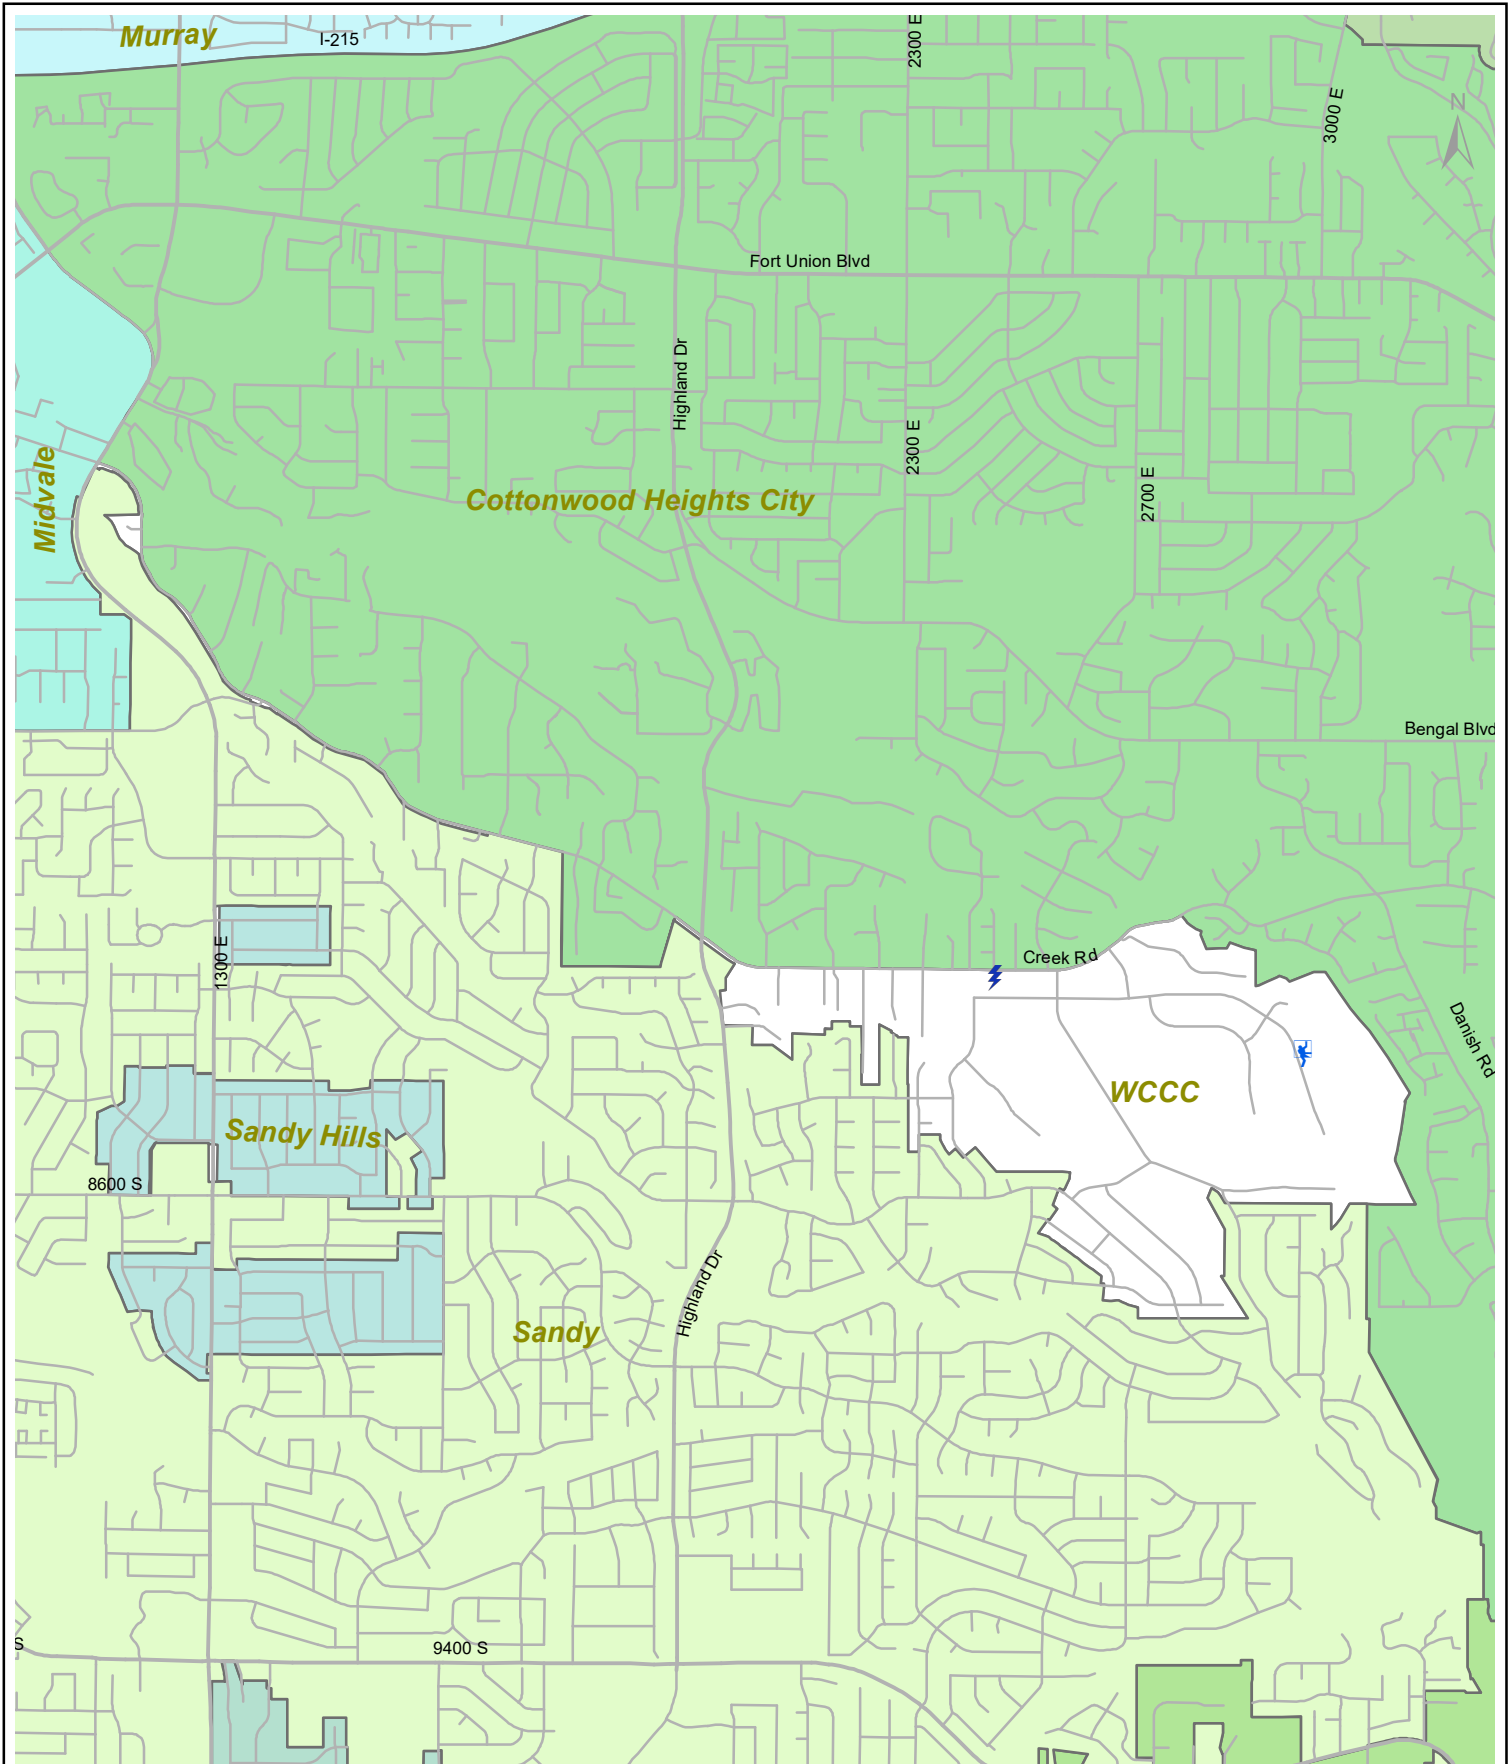 Murray
I-215
2300 E
3000 E
N
Fort Union Blvd
Highland Dr
2300 E
Midvale
2700 E
Cottonwood Heights City
Bengal Blvd
1300 E
Creek Rd
Danish Rd
WCCC
Sandy Hills
8600 S
Highland Dr
Sandy
S
9400 S